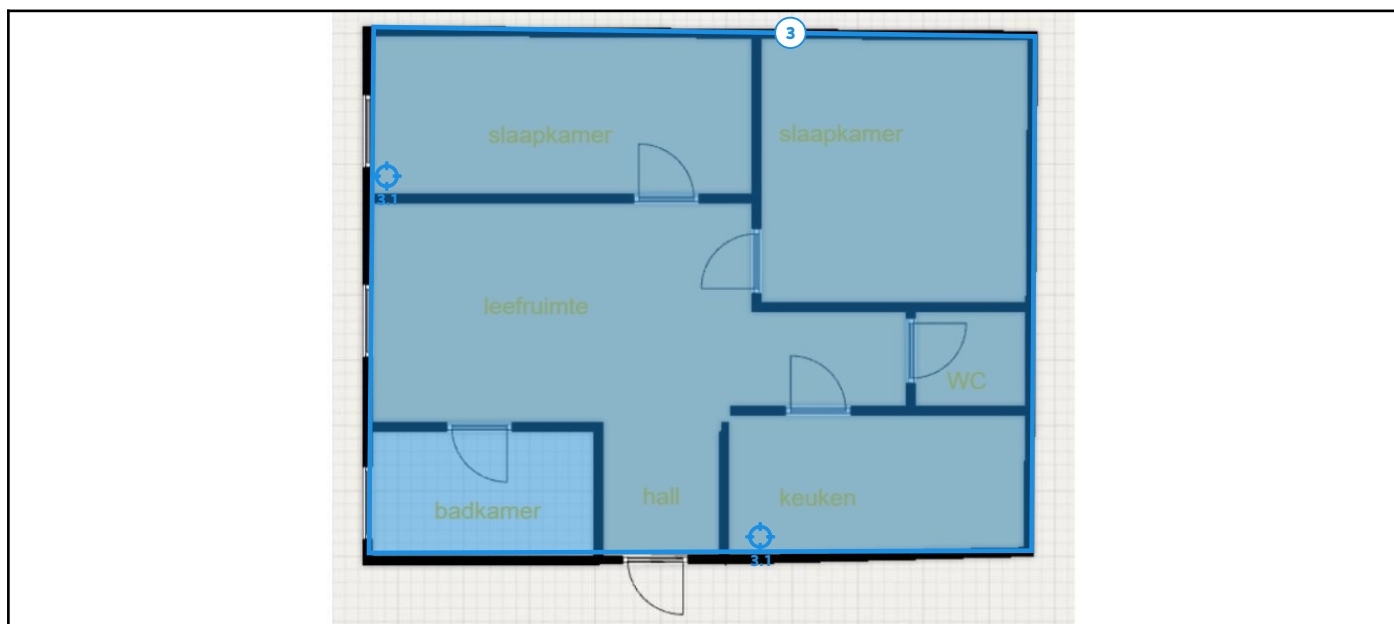 3
slaapkamer
slaapkamer
3.1
leefruimte
WC
badkamer
hall
keuken
3.1